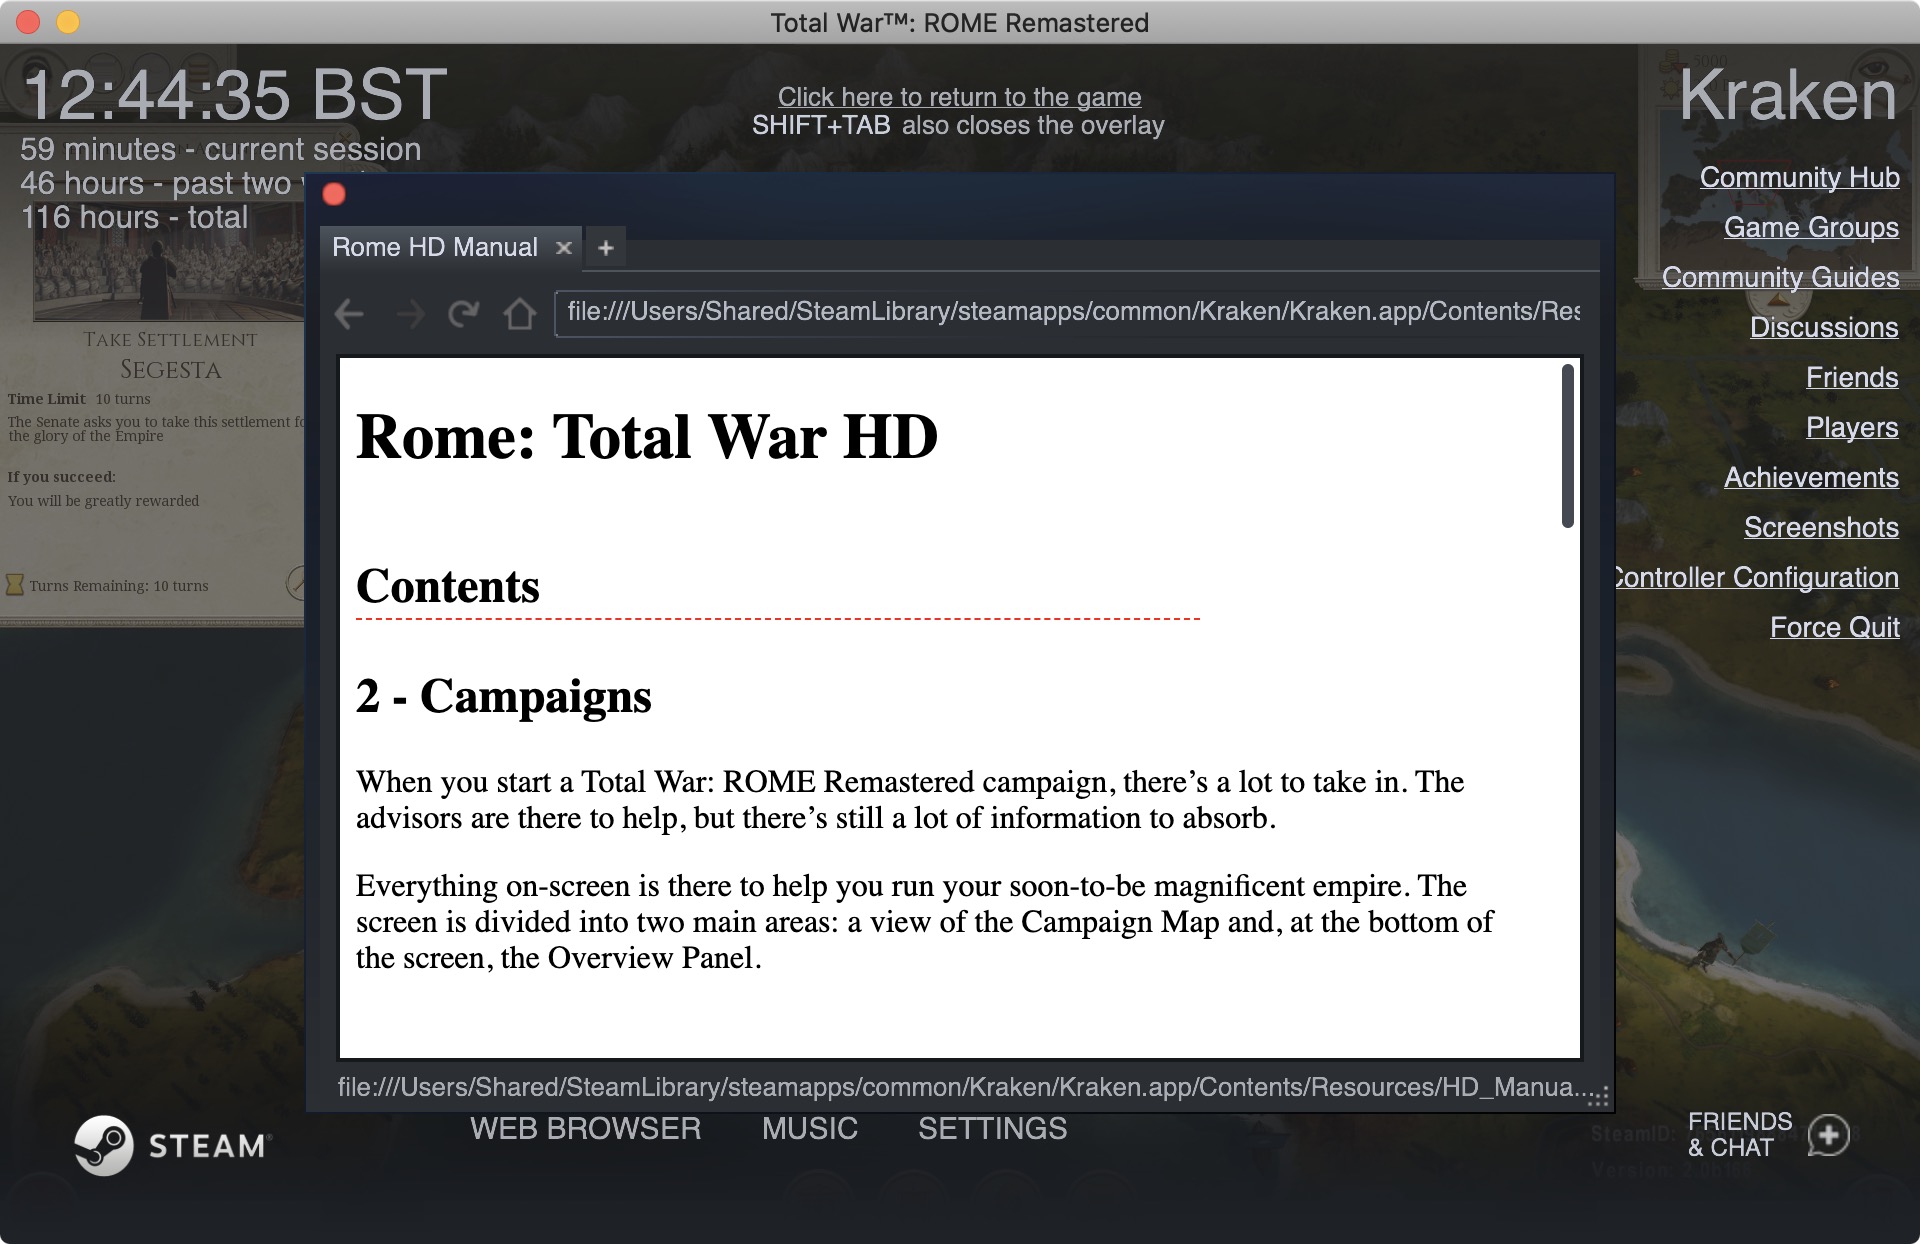 Total War™: ROME Remastered
12:44:35 BST
59 minutes - current session
46 hours - past two
116 hours - total
Click here to return to the game
SHIFT+TAB also closes the overlay
5000
Kraken
Community Hub
Game Groups
Community Guides
Discussions
Friends
Players
Achievements
Screenshots
Controller Configuration
Force Quit
TAKE SETTLEMENT
SEGESTA
Time Limit 10 turns
The Senate asks you to take this settlement fo
the glory of the Empire
If you succeed:
You will be greatly rewarded
Turns Remaining: 10 turns
Rome HD Manual
file:///Users/Shared/SteamLibrary/steamapps/common/Kraken/Kraken.app/Contents/Res
Rome: Total War HD
Contents
2 - Campaigns
When you start a Total War: ROME Remastered campaign, there’s a lot to take in. The
advisors are there to help, but there’s still a lot of information to absorb.
Everything on-screen is there to help you run your soon-to-be magnificent empire. The
screen is divided into two main areas: a view of the Campaign Map and, at the bottom of
the screen, the Overview Panel.
file:///Users/Shared/SteamLibrary/steamapps/common/Kraken/Kraken.app/Contents/Resources/HD_Manua...
STEAM
WEB BROWSER
MUSIC
SETTINGS
FRIENDS
& CHAT
SteamID:
Version: